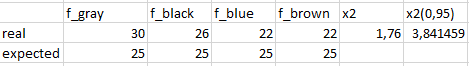 f_gray f_black f_blue f_brown x2 x2(0,95)
real 30 26 22 22 1,76 3,841459
expected 25 25 25 25